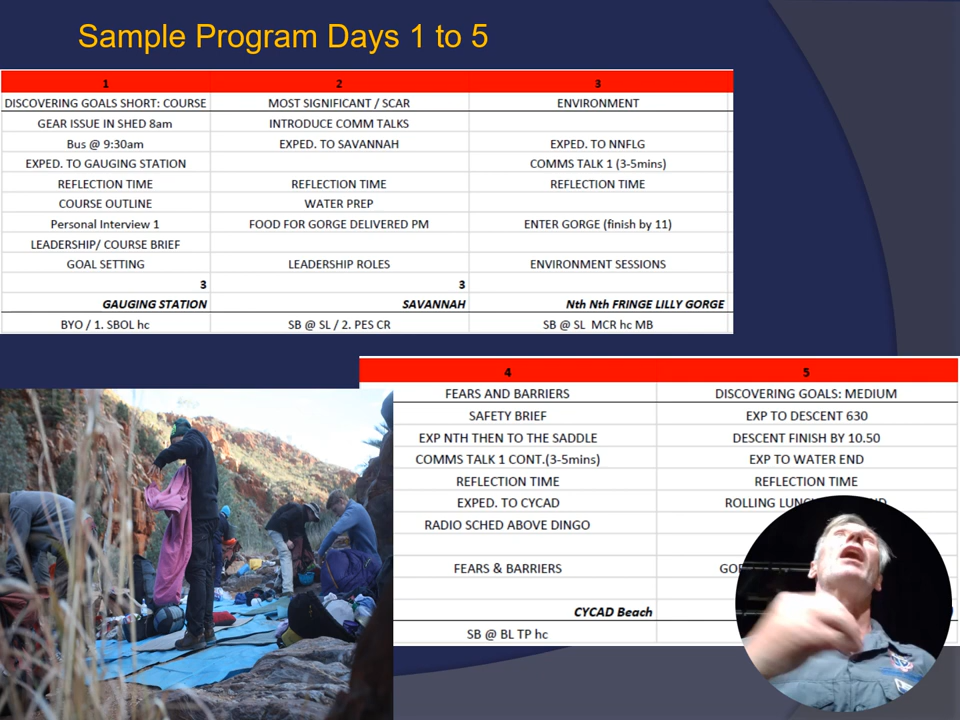 Sample Program Days 1 to 5
1 2 3
DISCOVERING GOALS SHORT: COURSE MOST SIGNIFICANT / SCAR ENVIRONMENT
GEAR ISSUE IN SHED 8am INTRODUCE COMM TALKS
Bus @ 9:30am EXPED. TO SAVANNAH EXPED. TO NNFLG
EXPED. TO GAUGING STATION COMMS TALK 1 (3-5mins)
REFLECTION TIME REFLECTION TIME REFLECTION TIME
COURSE OUTLINE WATER PREP
Personal Interview 1 FOOD FOR GORGE DELIVERED PM ENTER GORGE (finish by 11)
LEADERSHIP/ COURSE BRIEF
GOAL SETTING LEADERSHIP ROLES ENVIRONMENT SESSIONS
3 3
GAUGING STATION SAVANNAH Nth Nth FRINGE LILLY GORGE
BYO / 1. SBOL hc SB @ SL / 2. PES CR SB @ SL MCR hc MB
4 5
FEARS AND BARRIERS DISCOVERING GOALS: MEDIUM
SAFETY BRIEF EXP TO DESCENT 630
EXP NTH THEN TO THE SADDLE DESCENT FINISH BY 10.50
COMMS TALK 1 CONT.(3-5mins) EXP TO WATER END
REFLECTION TIME REFLECTION TIME
EXPED. TO CYCAD ROLLING
RADIO SCHED ABOVE DINGO
FEARS & BARRIERS
CYCAD Beach
SB @ BL TP hc